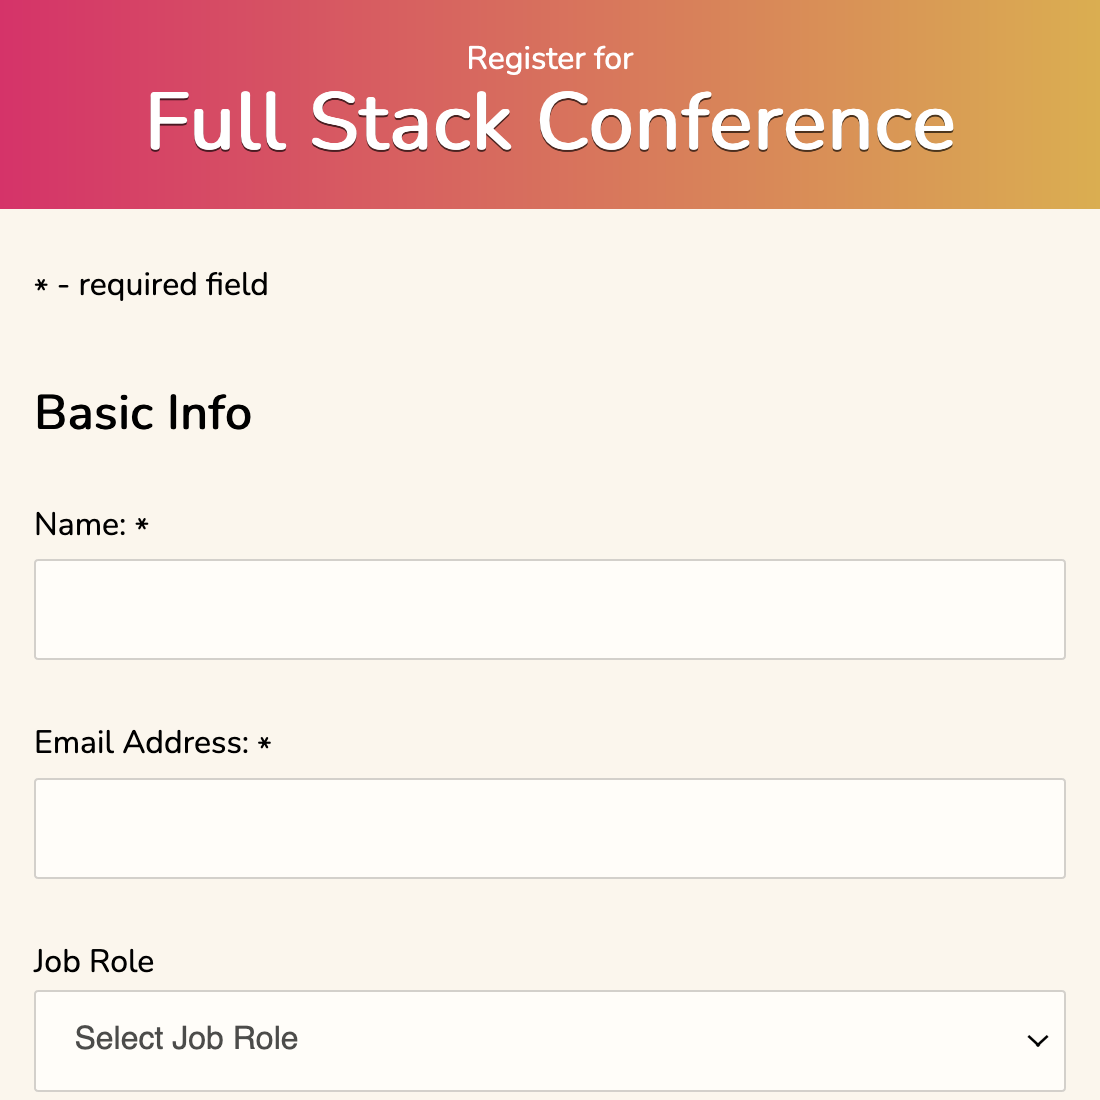 Register for
Full Stack Conference
* - required field
Basic Info
Name: *
Email Address: *
Job Role
Select Job Role